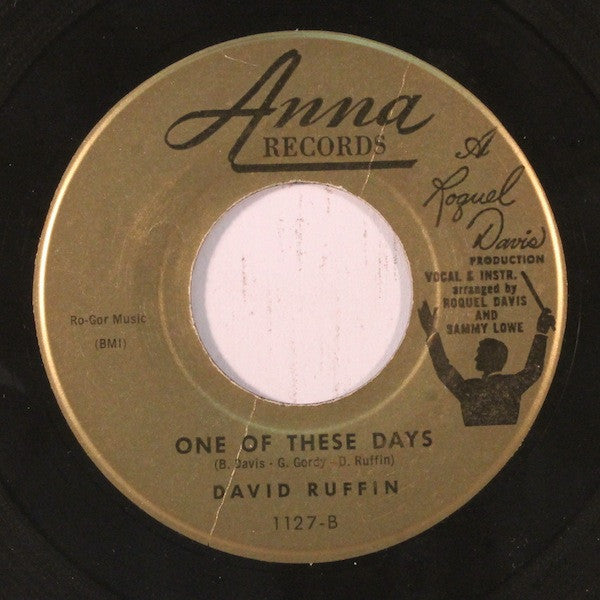 Anna
RECORDS
A
Roquel
Davis
PRODUCTION
VOCAL & INSTR.
arranged by
ROQUEL DAVIS
AND
SAMMY LOWE
Ro-Gor Music
(BMI)
ONE OF THESE DAYS
(B. Davis - G. Gordy - D. Ruffin)
DAVID RUFFIN
1127-B